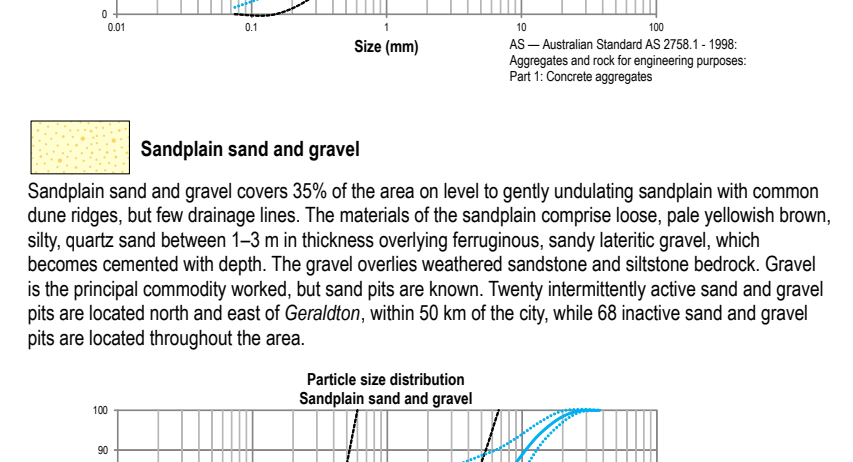 0
0.01 0.1 1 10 100
Size (mm)
AS — Australian Standard AS 2758.1 - 1998:
Aggregates and rock for engineering purposes:
Part 1: Concrete aggregates
Sandplain sand and gravel
Sandplain sand and gravel covers 35% of the area on level to gently undulating sandplain with common
dune ridges, but few drainage lines. The materials of the sandplain comprise loose, pale yellowish brown,
silty, quartz sand between 1–3 m in thickness overlying ferruginous, sandy lateritic gravel, which
becomes cemented with depth. The gravel overlies weathered sandstone and siltstone bedrock. Gravel
is the principal commodity worked, but sand pits are known. Twenty intermittently active sand and gravel
pits are located north and east of Geraldton, within 50 km of the city, while 68 inactive sand and gravel
pits are located throughout the area.
Particle size distribution
Sandplain sand and gravel
100
90